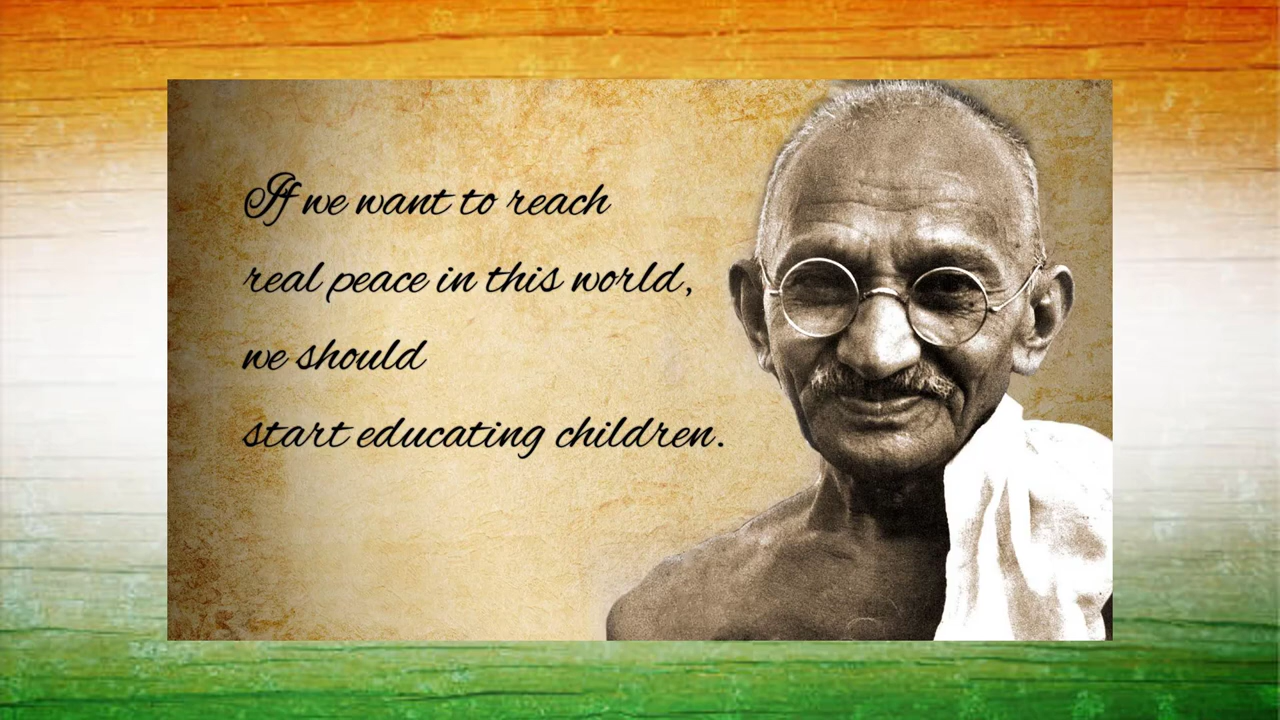 If we want to reach
real peace in this world,
we should
start educating children.